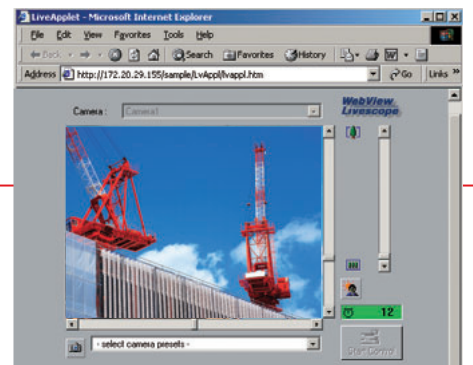 LiveApplet - Microsoft Internet Explorer
File Edit View Favorites Tools Help
Back Search Favorites History
Address http://172.20.29.155/sample/LvAppl/lvappl.htm Go Links »
Camera : Camera1
WebView
Livescope
12
- select camera presets -
Start Control